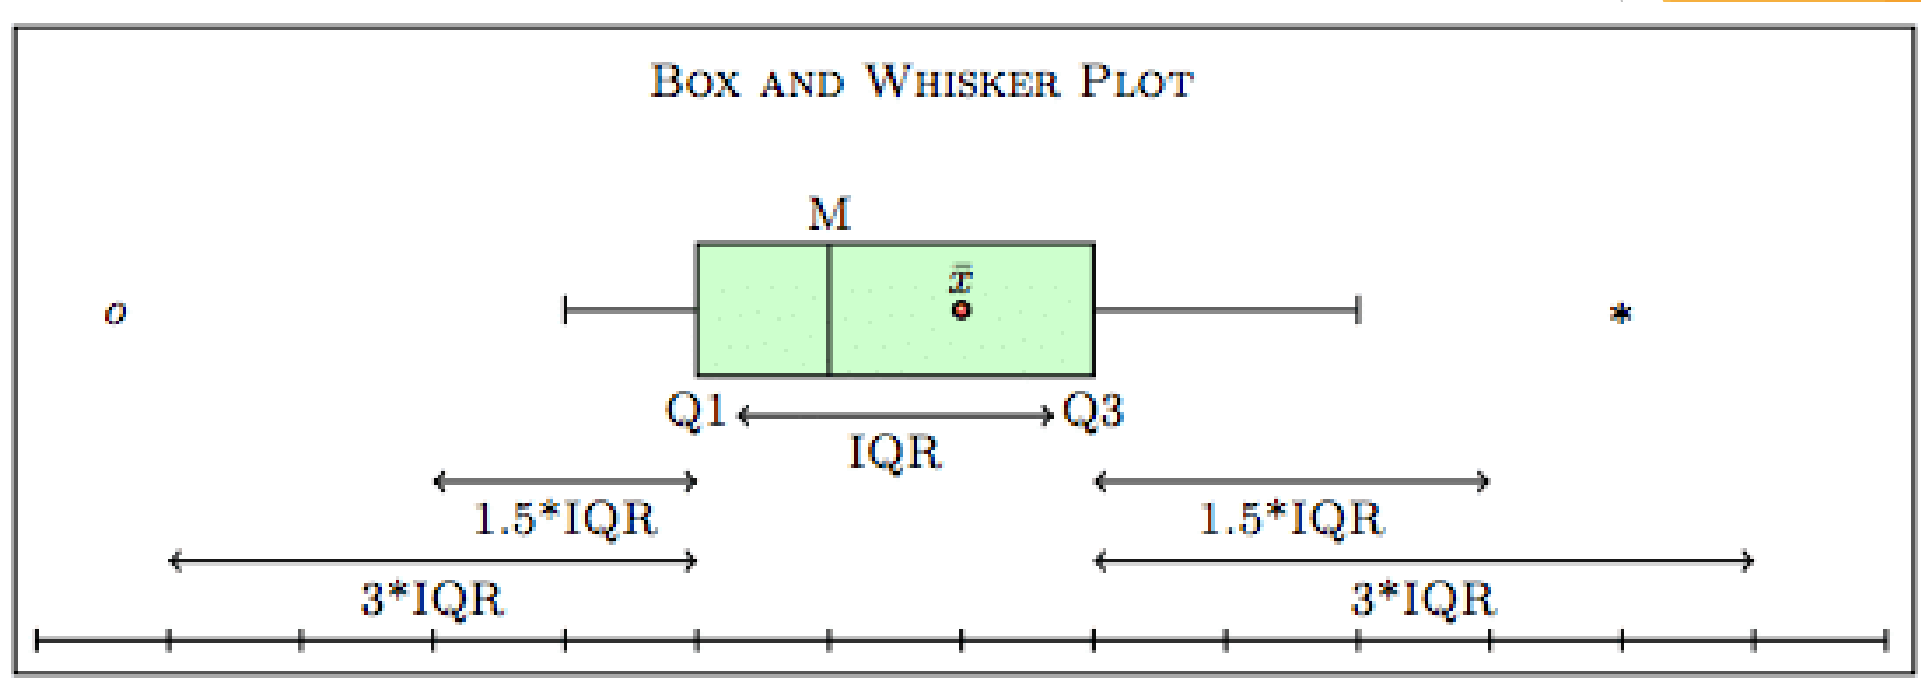 BOX AND WHISKER PLOT
M
x̄
o *
Q1 Q3
IQR
1.5*IQR 1.5*IQR
3*IQR 3*IQR